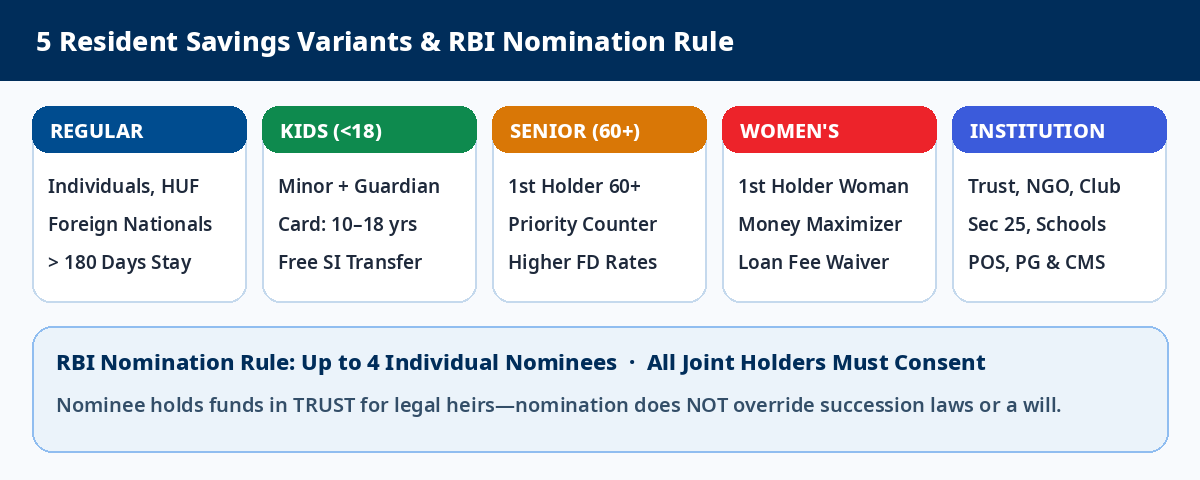 5 Resident Savings Variants & RBI Nomination Rule
REGULAR
Individuals, HUF
Foreign Nationals
> 180 Days Stay
KIDS (<18)
Minor + Guardian
Card: 10–18 yrs
Free SI Transfer
SENIOR (60+)
1st Holder 60+
Priority Counter
Higher FD Rates
WOMEN'S
1st Holder Woman
Money Maximizer
Loan Fee Waiver
INSTITUTION
Trust, NGO, Club
Sec 25, Schools
POS, PG & CMS
RBI Nomination Rule: Up to 4 Individual Nominees · All Joint Holders Must Consent
Nominee holds funds in TRUST for legal heirs—nomination does NOT override succession laws or a will.